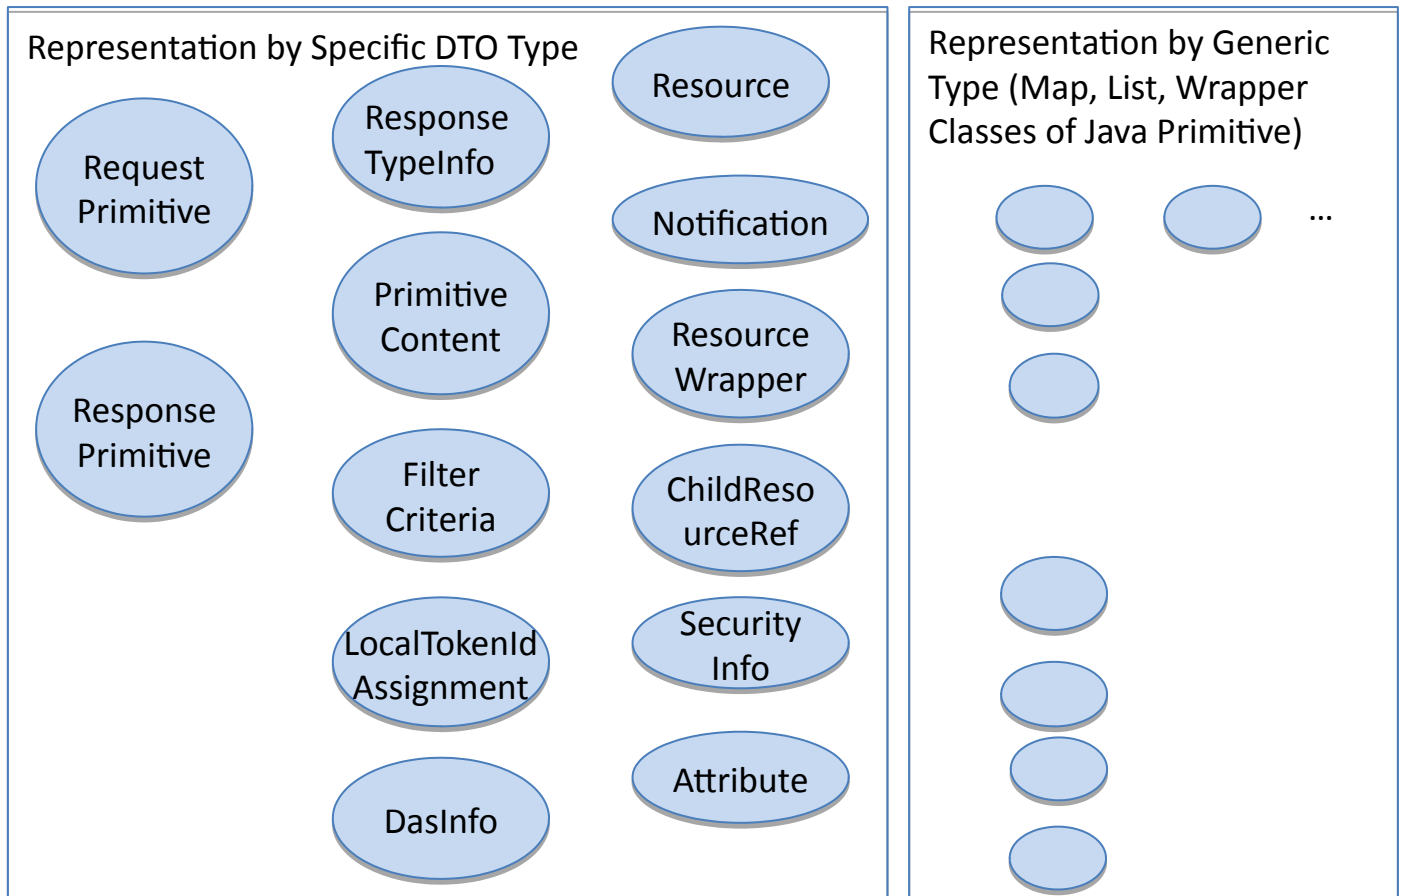 Representation by Specific DTO Type
Request
Primitive
Response
Primitive
Response
TypeInfo
Primitive
Content
Filter
Criteria
LocalTokenId
Assignment
DasInfo
Resource
Notification
Resource
Wrapper
ChildReso
urceRef
Security
Info
Attribute
Representation by Generic
Type (Map, List, Wrapper
Classes of Java Primitive)
...